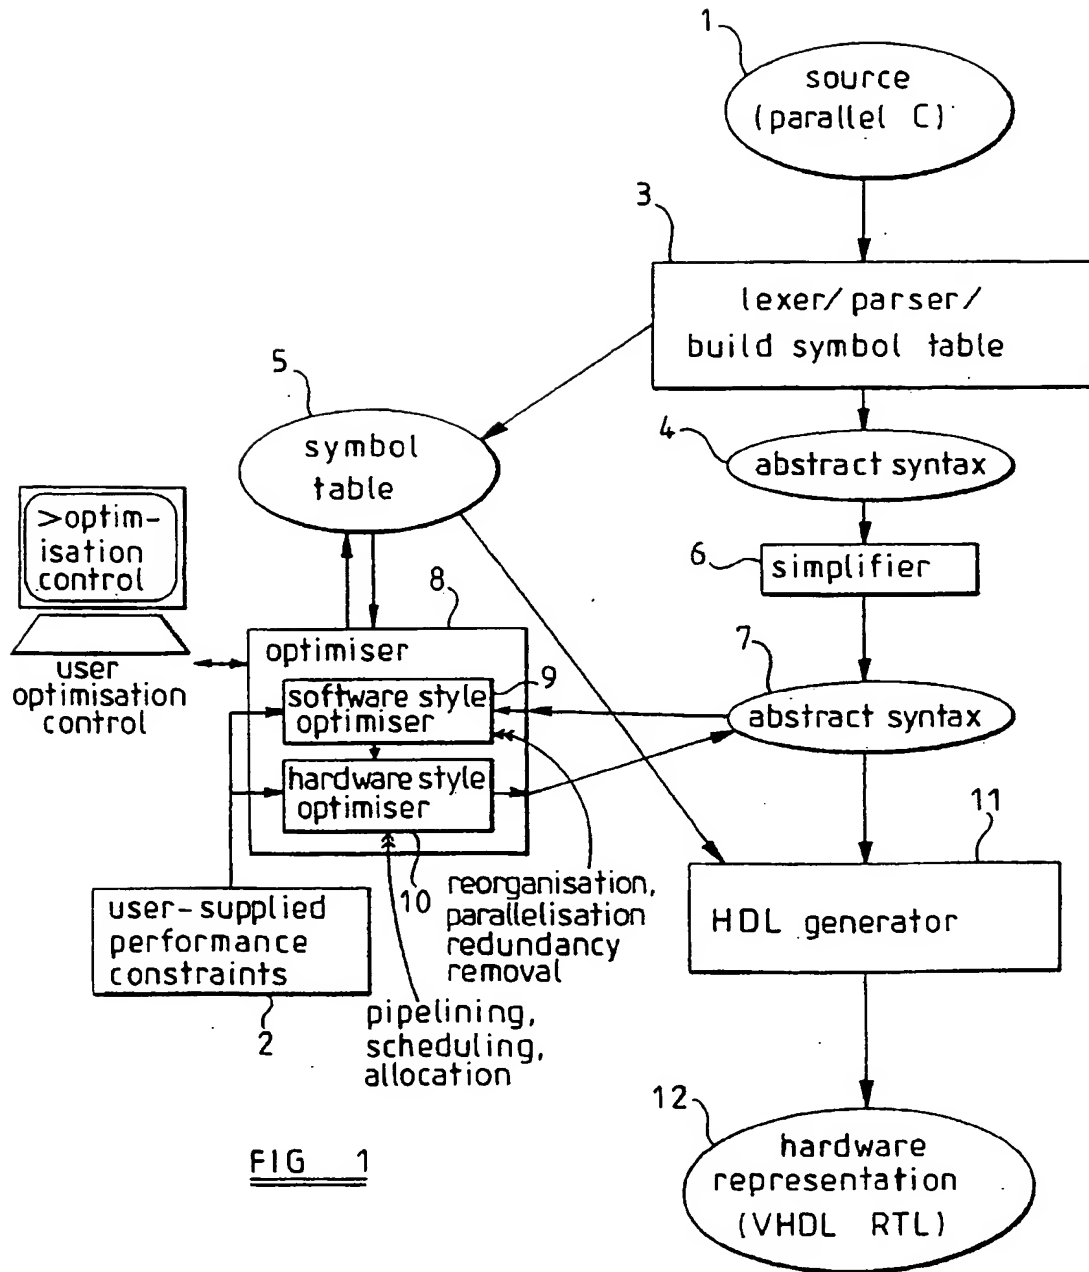 1
source
(parallel C)
3
lexer/parser/
build symbol table
5
symbol
table
4
abstract syntax
>optim-
isation
control
6
simplifier
8
optimiser
7
user
optimisation
control
software style
optimiser
9
abstract syntax
hardware style
optimiser
11
10
reorganisation,
parallelisation
redundancy
removal
user-supplied
performance
constraints
HDL generator
2
pipelining,
scheduling,
allocation
12
hardware
representation
(VHDL RTL)
FIG 1